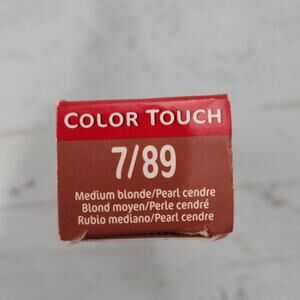 COLOR TOUCH
7/89
Medium blonde/Pearl cendre
Blond moyen/Perle cendré
Rubio mediano/Pearl cendre